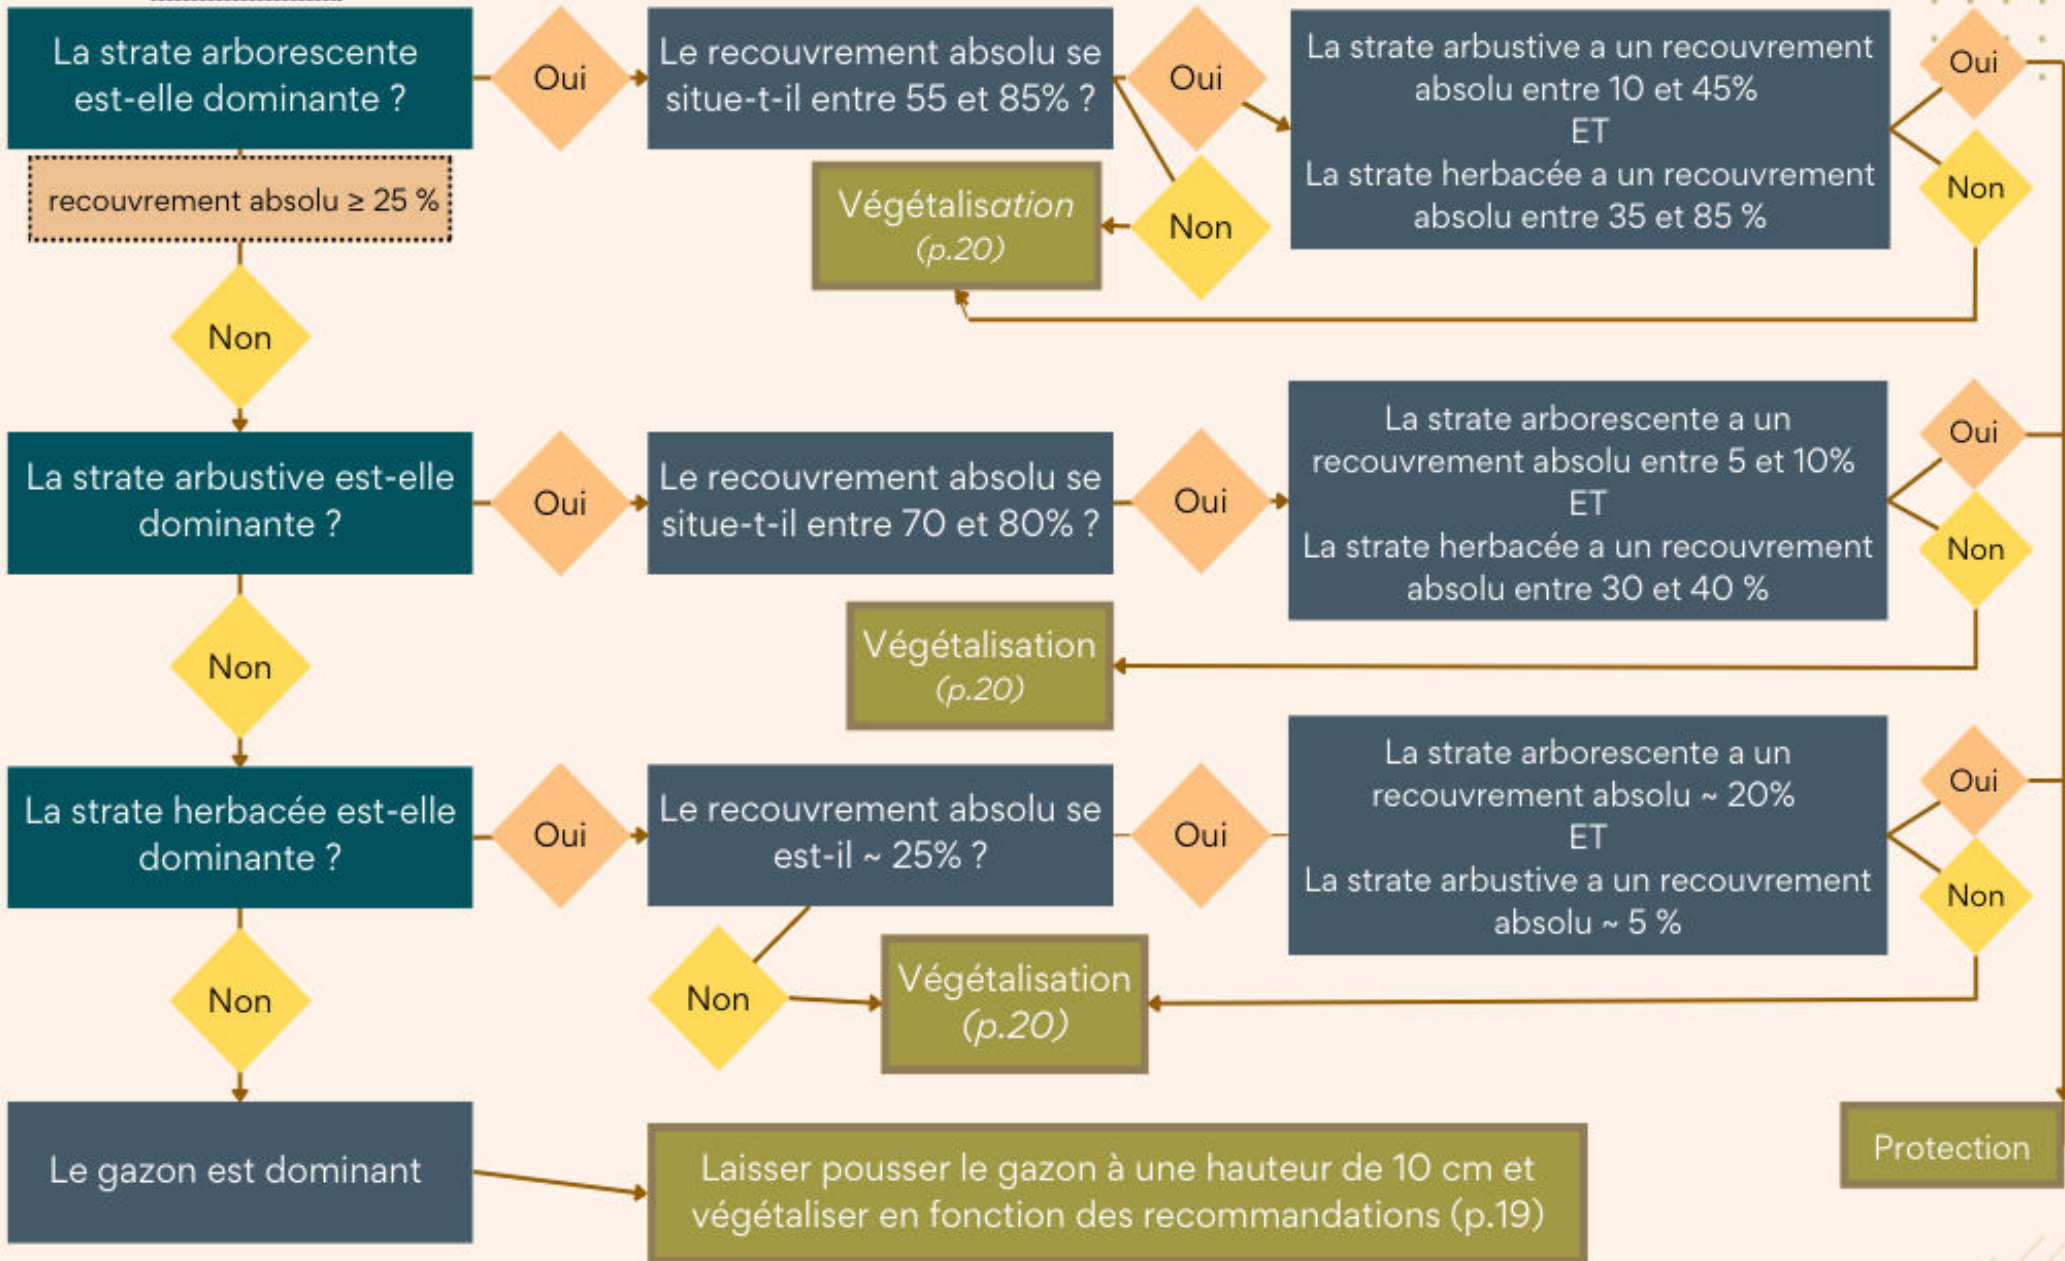 La strate arborescente
est-elle dominante ?
Oui
Le recouvrement absolu se
situe-t-il entre 55 et 85% ?
Oui
La strate arbustive a un recouvrement
absolu entre 10 et 45%
ET
La strate herbacée a un recouvrement
absolu entre 35 et 85 %
Oui
Non
recouvrement absolu ≥ 25 %
Végétalisation
(p.20)
Non
Non
La strate arbustive est-elle
dominante ?
Oui
Le recouvrement absolu se
situe-t-il entre 70 et 80% ?
Oui
La strate arborescente a un
recouvrement absolu entre 5 et 10%
ET
La strate herbacée a un recouvrement
absolu entre 30 et 40 %
Oui
Non
Non
Végétalisation
(p.20)
La strate herbacée est-elle
dominante ?
Oui
Le recouvrement absolu se
est-il ~ 25% ?
Oui
La strate arborescente a un
recouvrement absolu ~ 20%
ET
La strate arbustive a un recouvrement
absolu ~ 5 %
Oui
Non
Non
Non
Végétalisation
(p.20)
Le gazon est dominant
Laisser pousser le gazon à une hauteur de 10 cm et
végétaliser en fonction des recommandations (p.19)
Protection